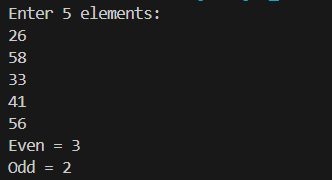 Enter 5 elements:
26
58
33
41
56
Even = 3
Odd = 2